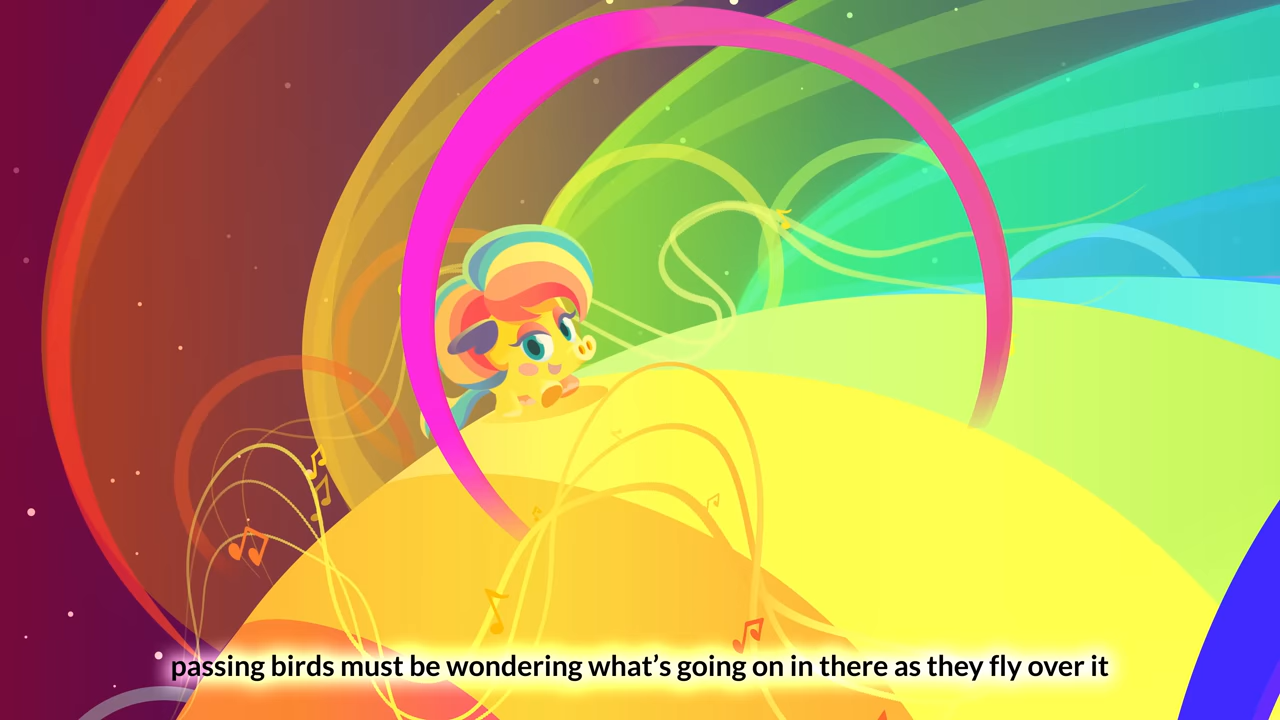 passing birds must be wondering what’s going on in there as they fly over it